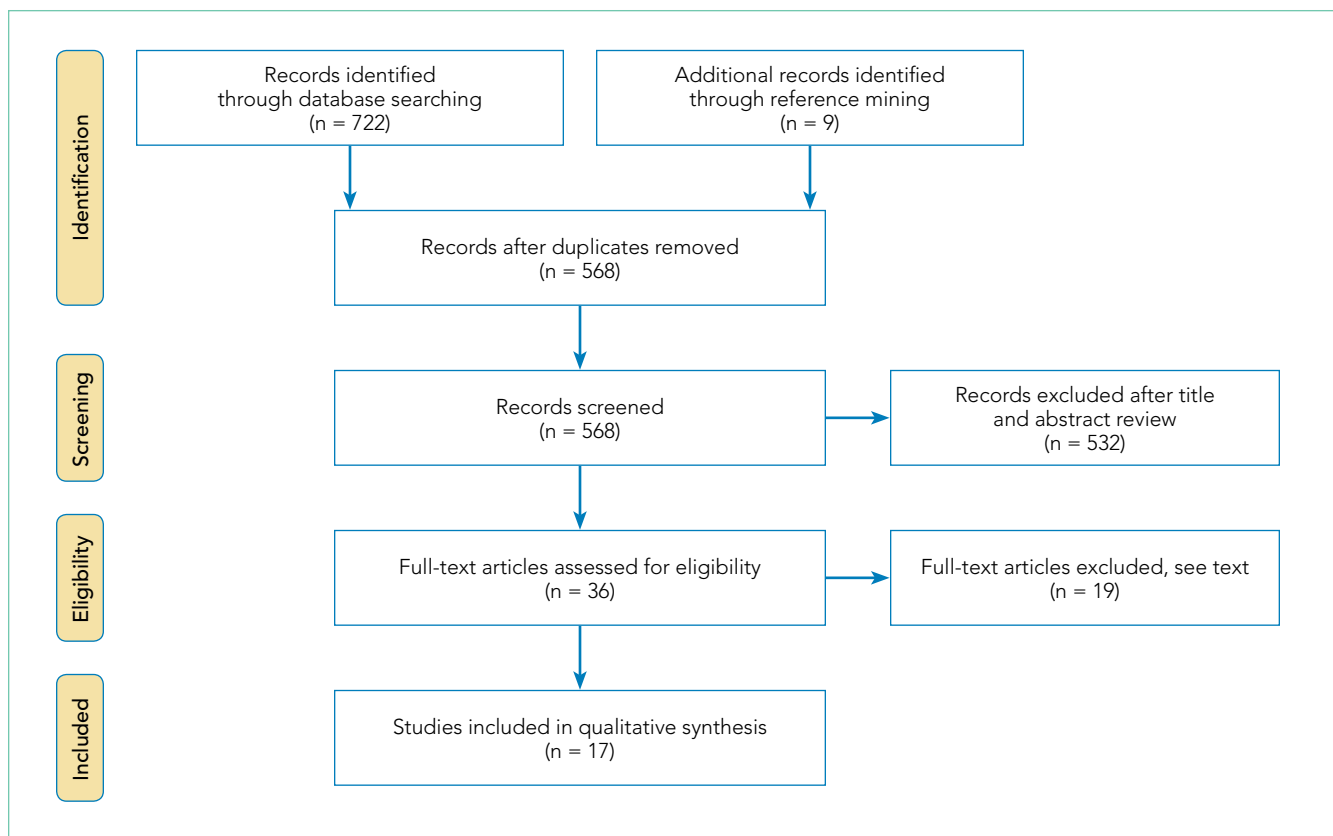 Identification
Records identified
through database searching
(n = 722)
Additional records identified
through reference mining
(n = 9)
Records after duplicates removed
(n = 568)
Screening
Records screened
(n = 568)
Records excluded after title
and abstract review
(n = 532)
Eligibility
Full-text articles assessed for eligibility
(n = 36)
Full-text articles excluded, see text
(n = 19)
Included
Studies included in qualitative synthesis
(n = 17)